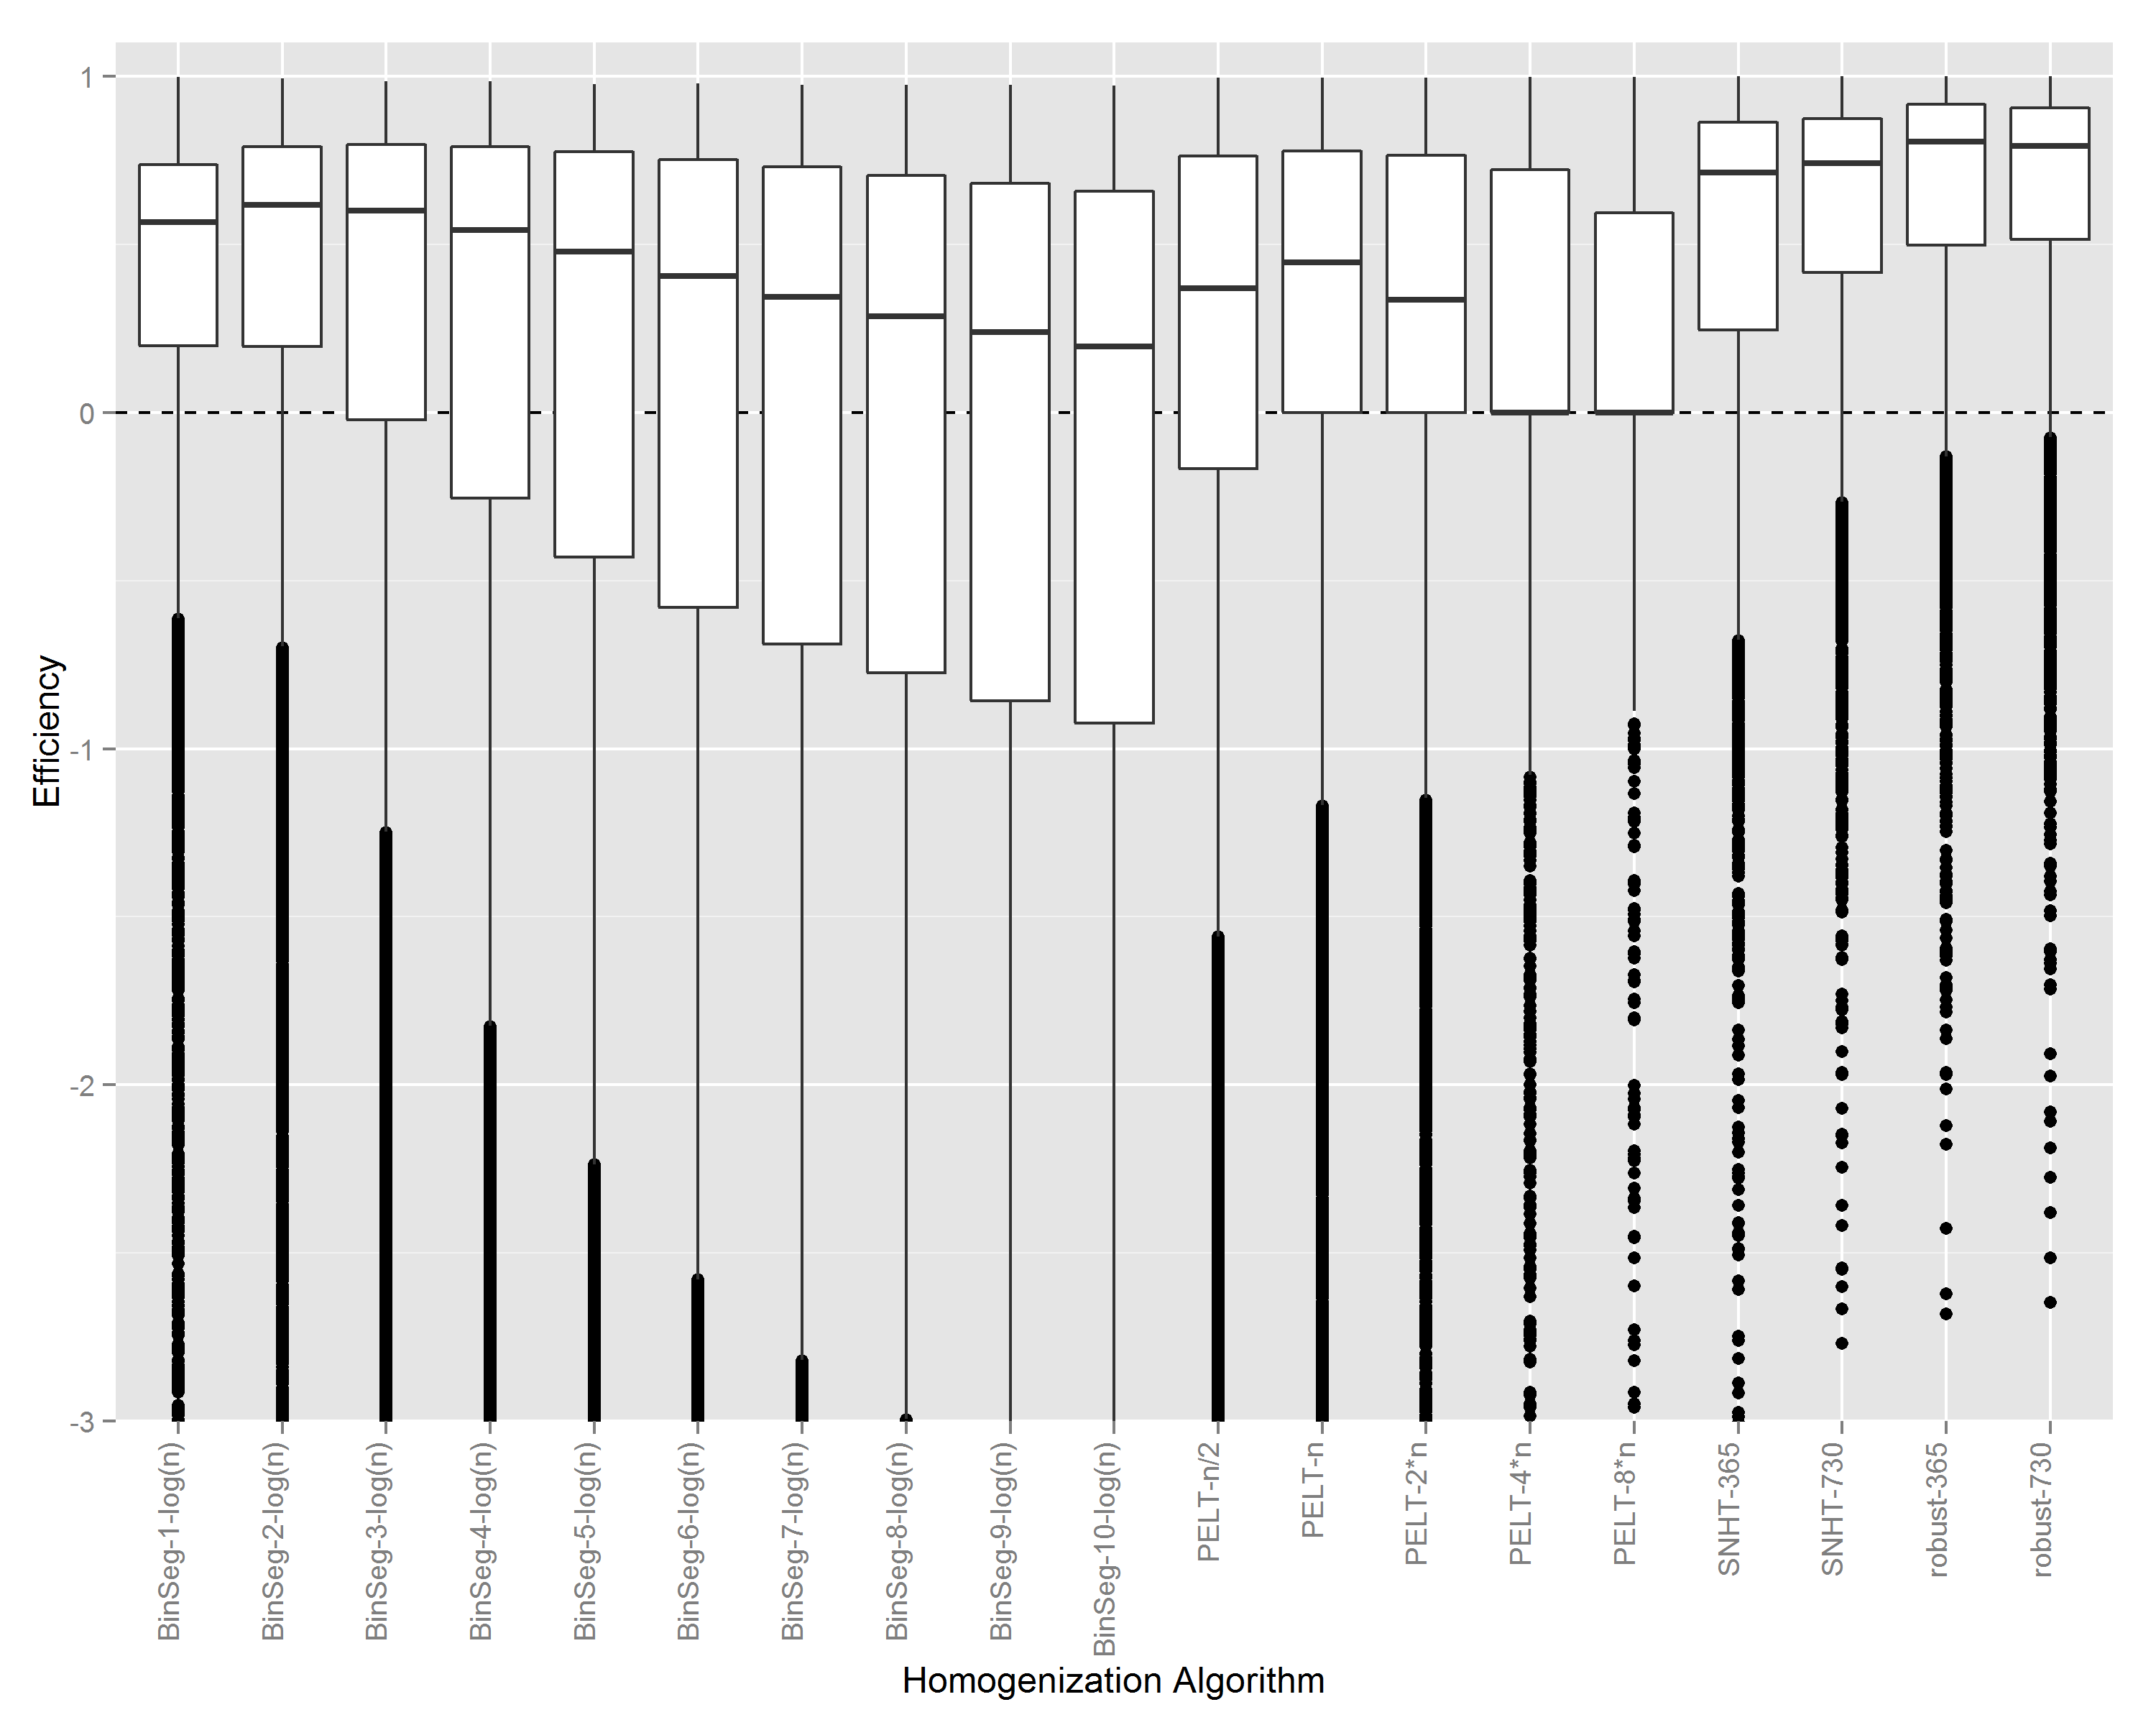 Efficiency
1
0
-1
-2
-3
BinSeg-1-log(n)
BinSeg-2-log(n)
BinSeg-3-log(n)
BinSeg-4-log(n)
BinSeg-5-log(n)
BinSeg-6-log(n)
BinSeg-7-log(n)
BinSeg-8-log(n)
BinSeg-9-log(n)
BinSeg-10-log(n)
PELT-n/2
PELT-n
PELT-2*n
PELT-4*n
PELT-8*n
SNHT-365
SNHT-730
robust-365
robust-730
Homogenization Algorithm